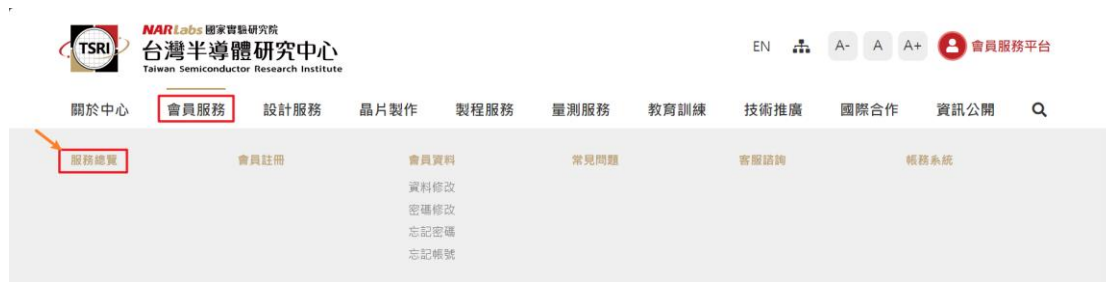 TSRI
NARLabs 國家實驗研究院
台灣半導體研究中心
Taiwan Semiconductor Research Institute
EN A- A A+ 會員服務平台
關於中心 會員服務 設計服務 晶片製作 製程服務 量測服務 教育訓練 技術推廣 國際合作 資訊公開
服務總覽 會員註冊 會員資料 常見問題 客服諮詢 帳務系統
資料修改
密碼修改
忘記密碼
忘記帳號